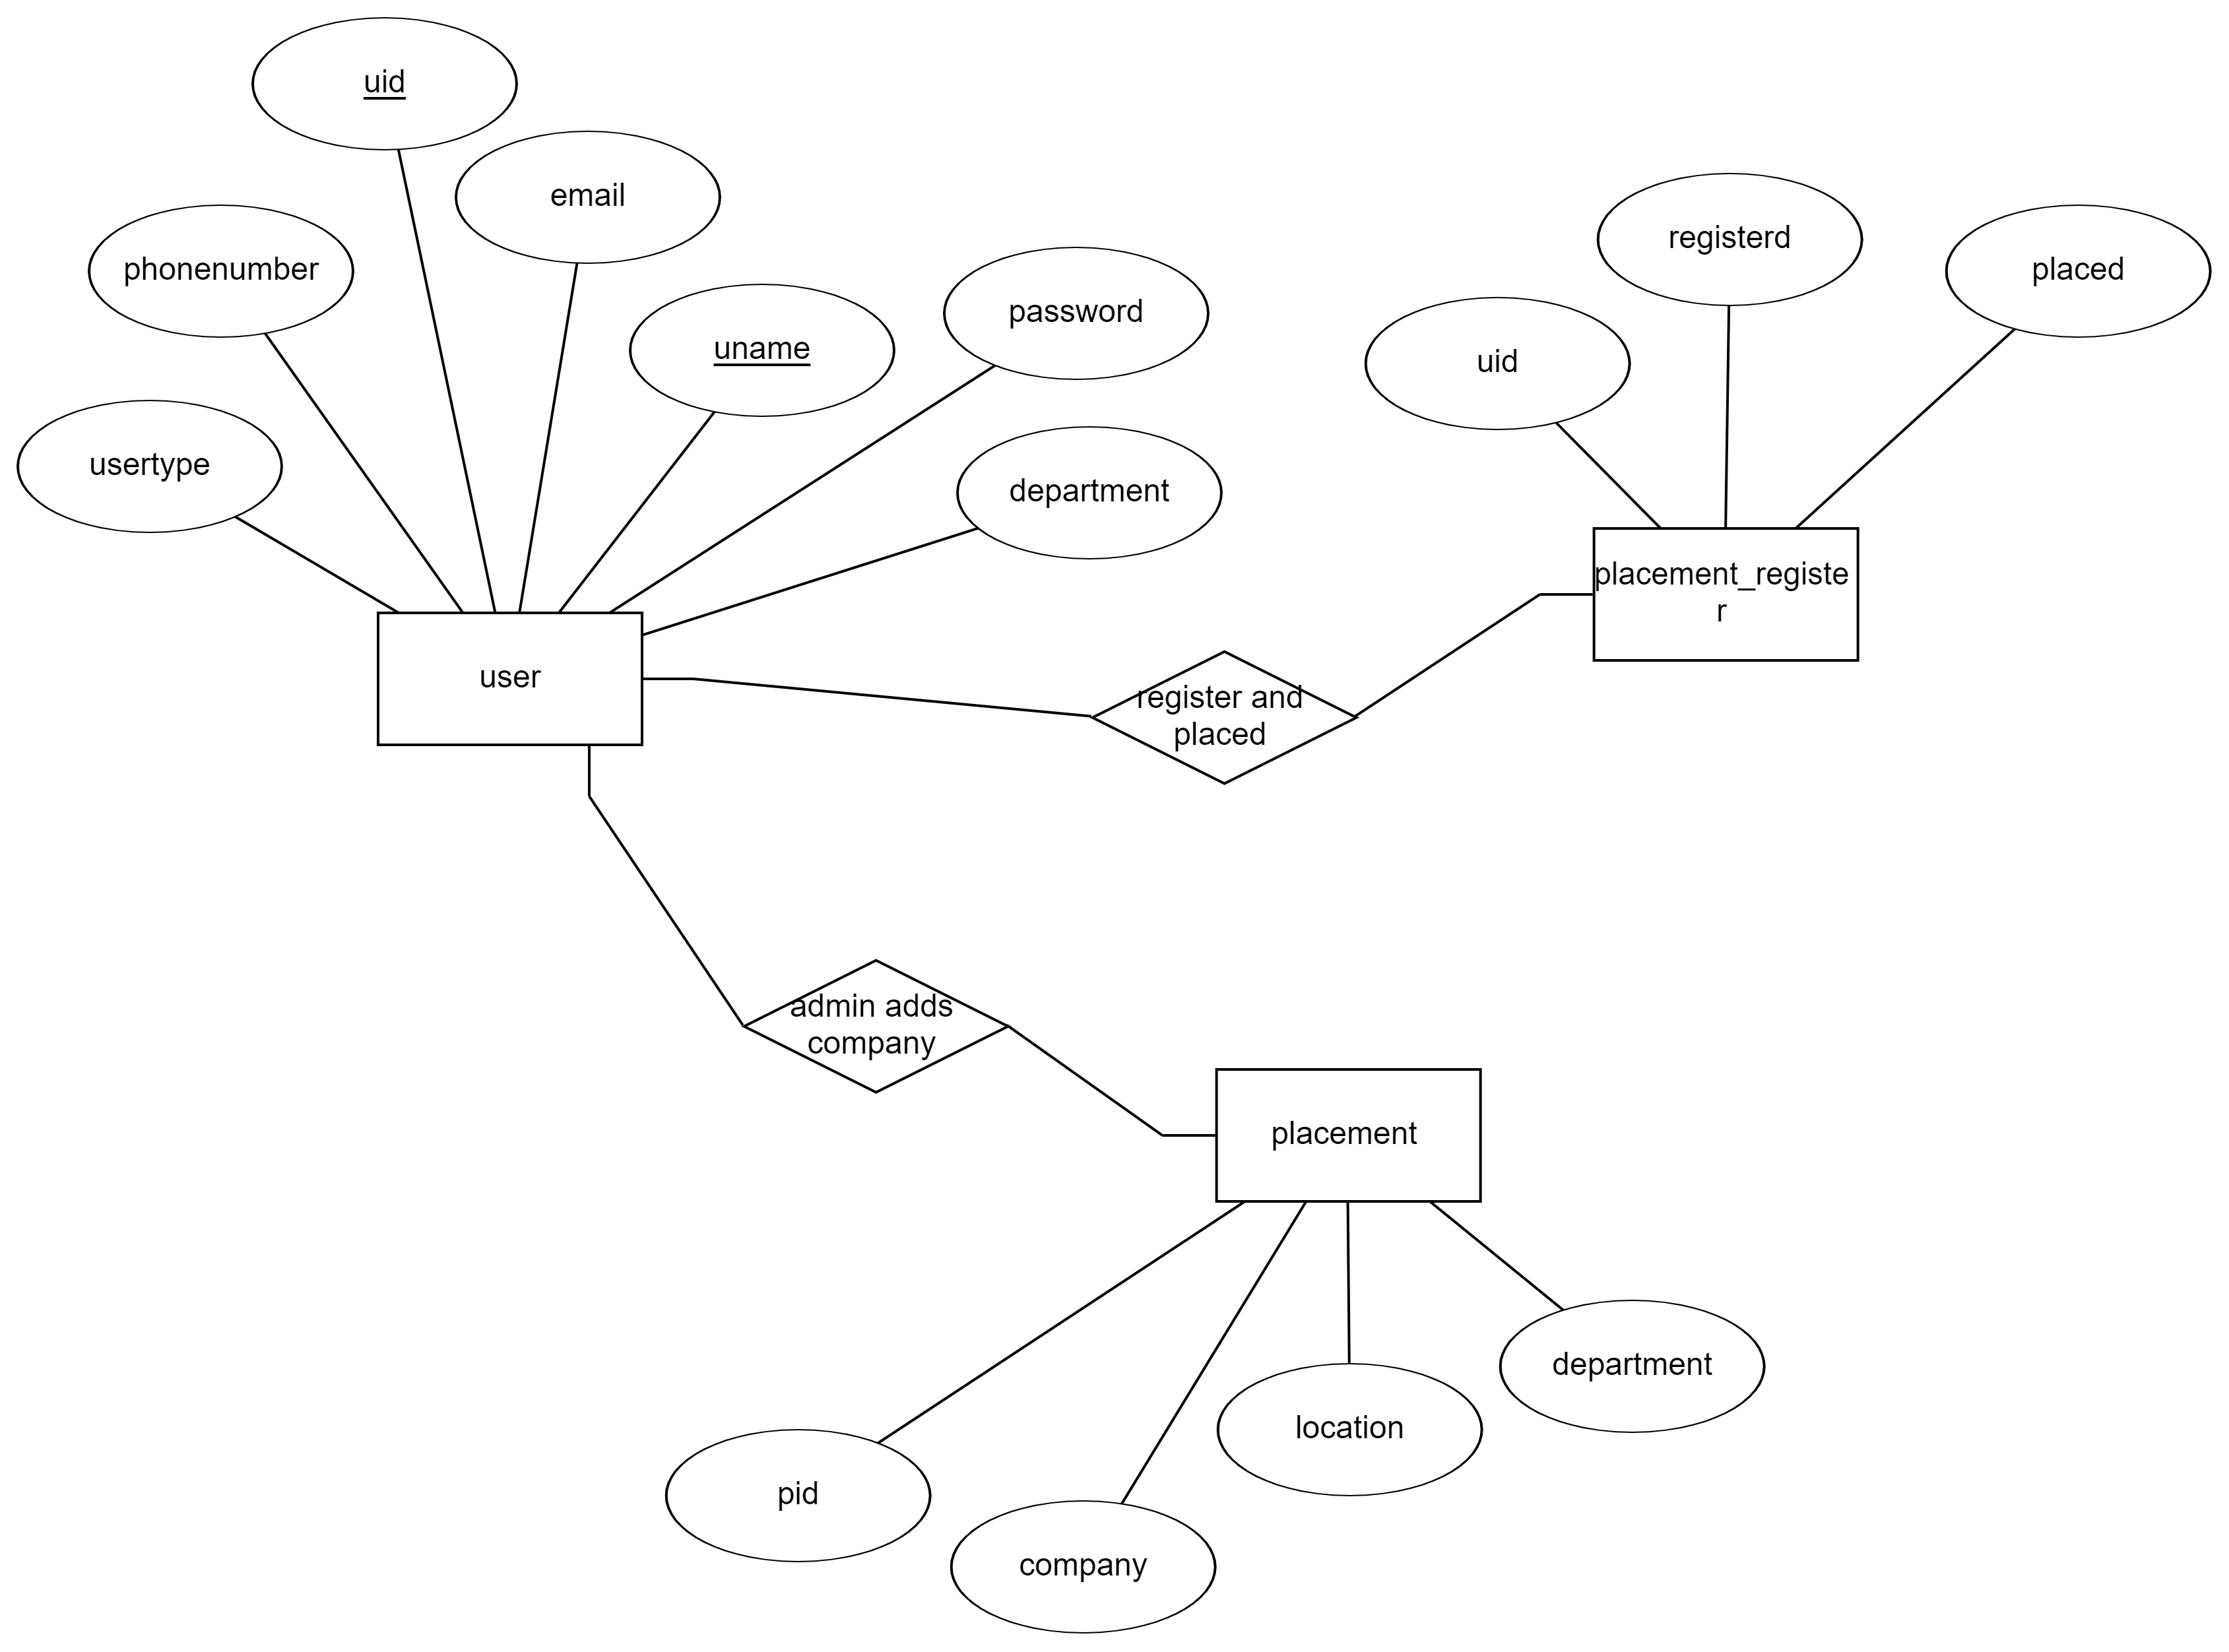 uid
email
phonenumber
registerd
placed
password
uname
uid
usertype
department
placement_registe
r
user
register and
placed
admin adds
company
placement
department
location
pid
company